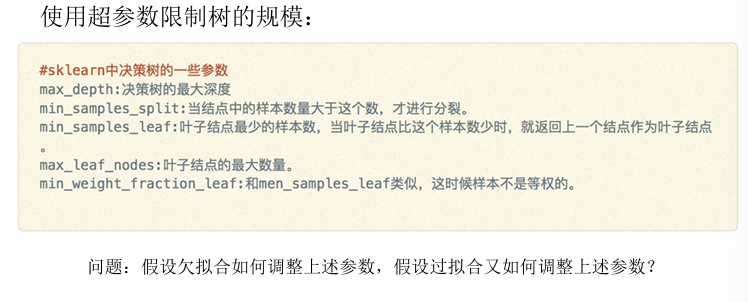 使用超参数限制树的规模：
#sklearn中决策树的一些参数
max_depth:决策树的最大深度
min_samples_split:当结点中的样本数量大于这个数，才进行分裂。
min_samples_leaf:叶子结点最少的样本数，当叶子结点比这个样本数少时，就返回上一个结点作为叶子结点
。
max_leaf_nodes:叶子结点的最大数量。
min_weight_fraction_leaf:和men_samples_leaf类似，这时候样本不是等权的。
问题：假设欠拟合如何调整上述参数，假设过拟合又如何调整上述参数？